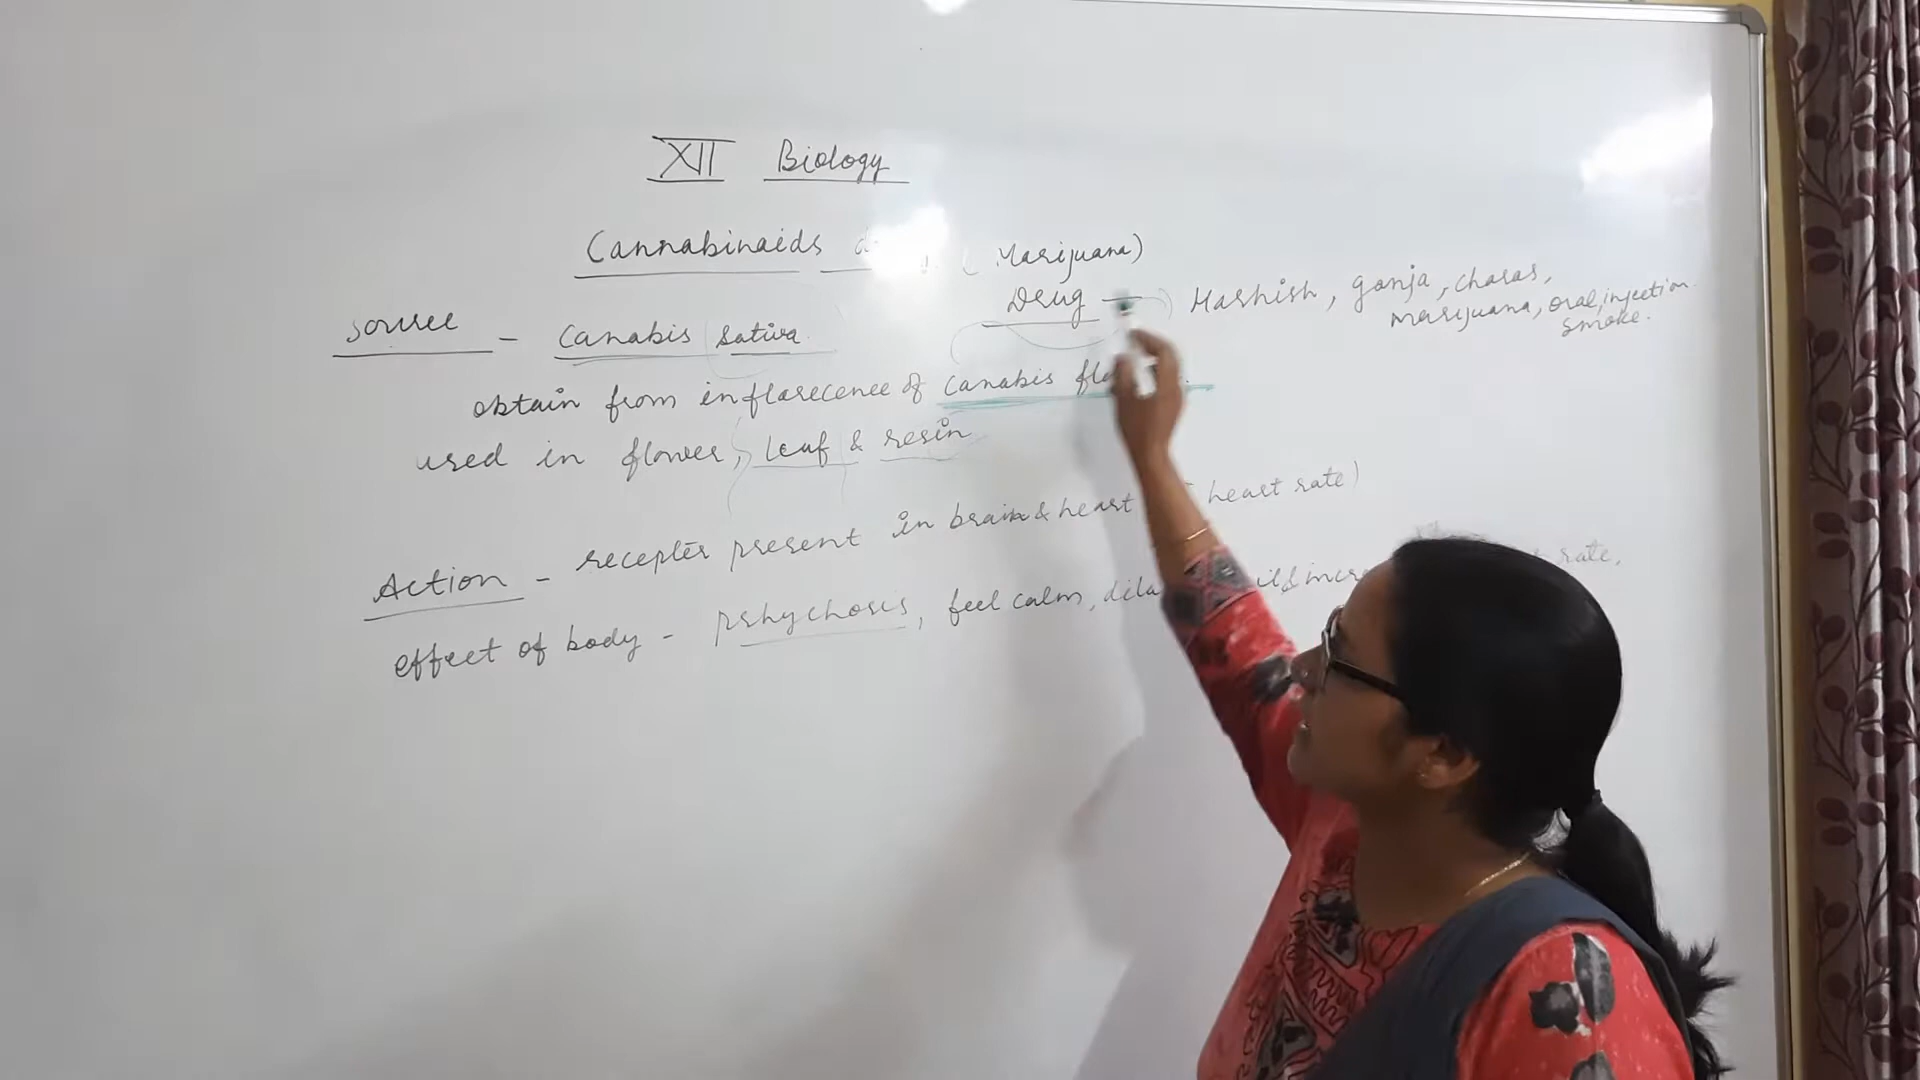 XII Biology
Cannabinaids ( Marijuana)
Drug Hashish, ganja, charas,
marijuana, oral, injection
smoke.
source - Canabis Sativa.
obtain from inflorecence of Canabis
used in flower, leaf & resin
Action - recepter present in brain & heart heart rate)
effect of body - pshychosis, feel calm, rate,